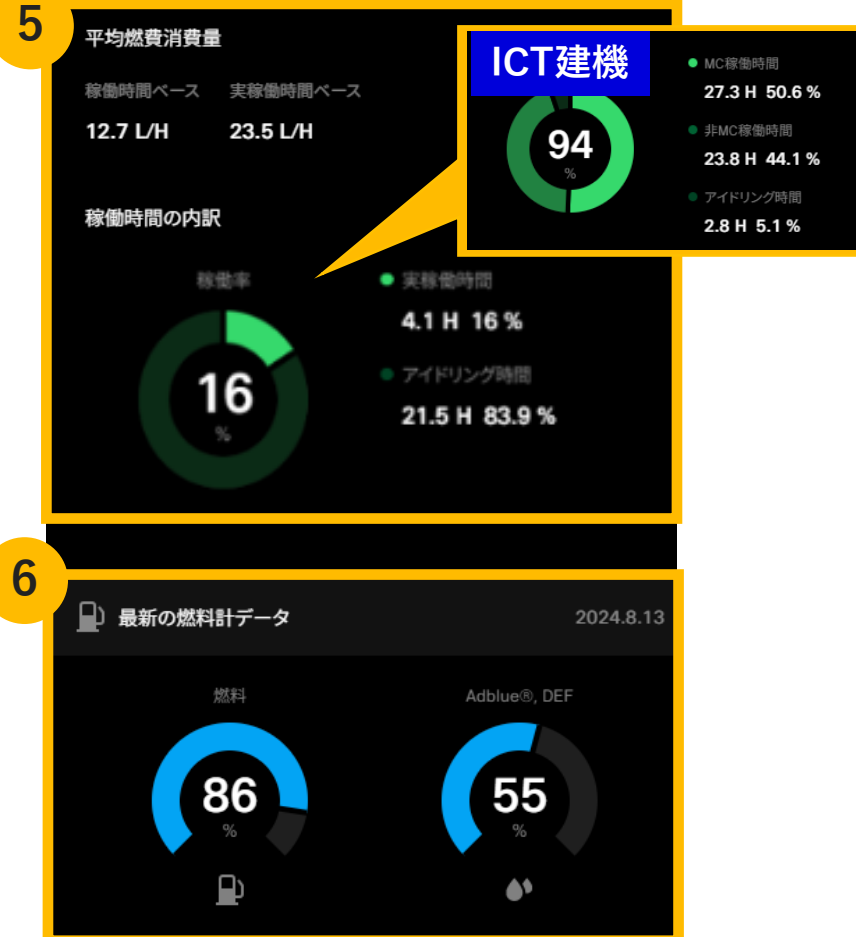 5
平均燃費消費量
稼働時間ベース 実稼働時間ベース
12.7 L/H 23.5 L/H
ICT建機
94
%
MC稼働時間
27.3 H 50.6 %
非MC稼働時間
23.8 H 44.1 %
アイドリング時間
2.8 H 5.1 %
稼働時間の内訳
稼働率
16
%
実稼働時間
4.1 H 16 %
アイドリング時間
21.5 H 83.9 %
6
最新の燃料計データ 2024.8.13
燃料
86
%
Adblue®, DEF
55
%